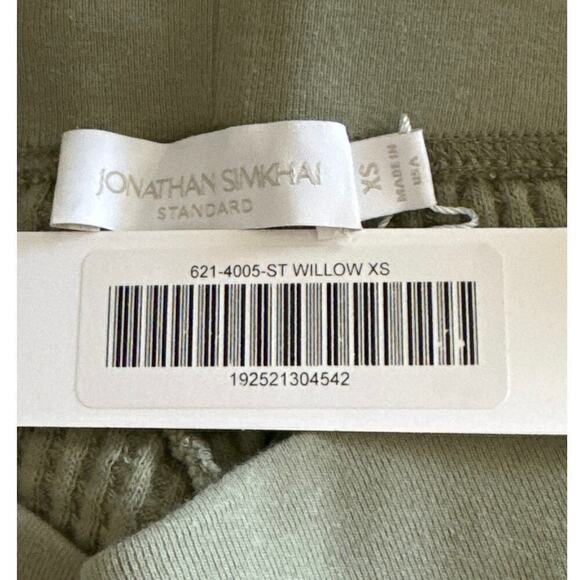 JONATHAN SIMKHAI
STANDARD
XS
MADE IN
USA
621-4005-ST WILLOW XS
192521304542